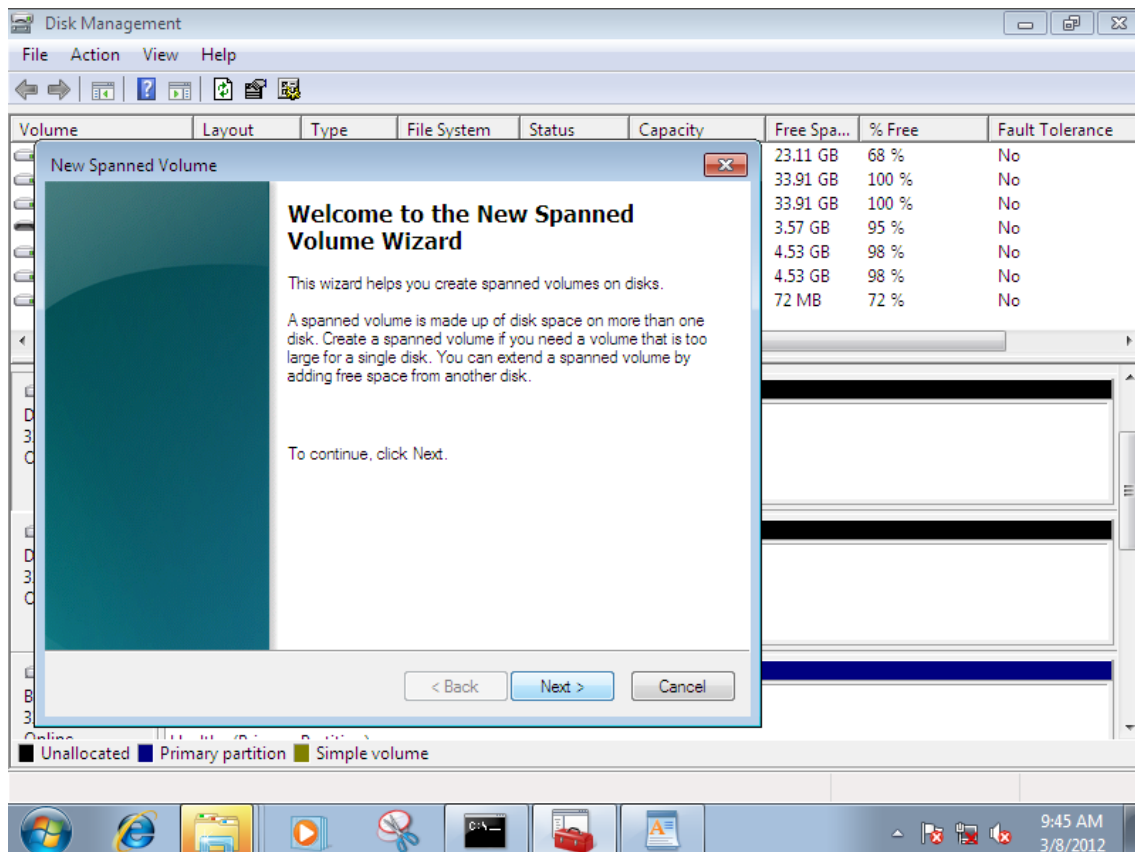 Disk Management
File Action View Help
Volume Layout Type File System Status Capacity Free Spa... % Free Fault Tolerance
23.11 GB 68 % No
33.91 GB 100 % No
33.91 GB 100 % No
3.57 GB 95 % No
4.53 GB 98 % No
4.53 GB 98 % No
72 MB 72 % No
New Spanned Volume
Welcome to the New Spanned
Volume Wizard
This wizard helps you create spanned volumes on disks.
A spanned volume is made up of disk space on more than one
disk. Create a spanned volume if you need a volume that is too
large for a single disk. You can extend a spanned volume by
adding free space from another disk.
To continue, click Next.
< Back Next > Cancel
D
3
O
D
3
O
B
3
Online
Unallocated Primary partition Simple volume
C:\_
A
9:45 AM
3/8/2012